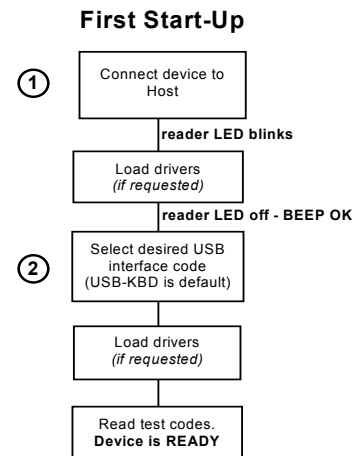 First Start-Up
1
Connect device to
Host
reader LED blinks
Load drivers
(if requested)
reader LED off - BEEP OK
2
Select desired USB
interface code
(USB-KBD is default)
Load drivers
(if requested)
Read test codes.
Device is READY